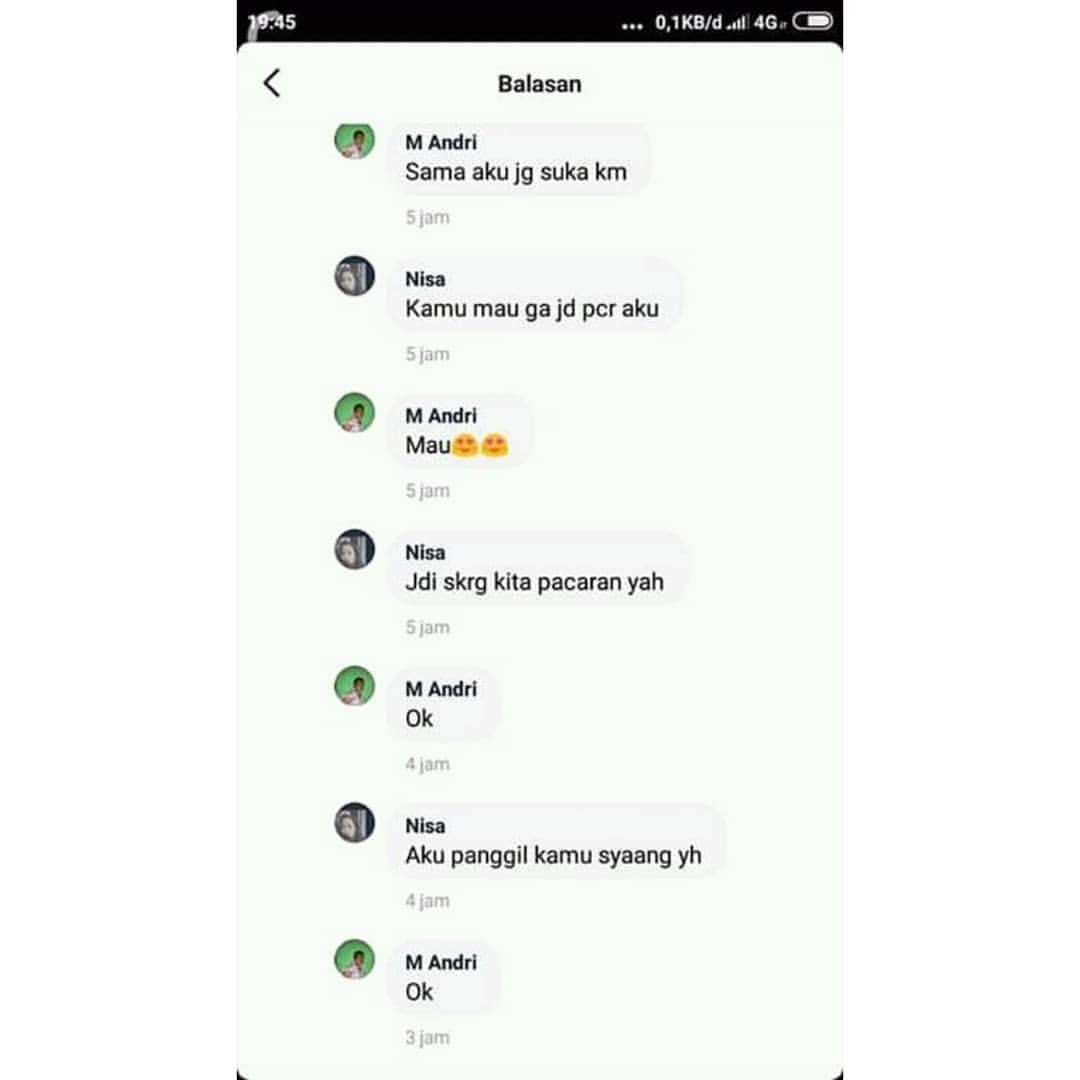 19:45 ... 0,1KB/d 4G
Balasan
M Andri
Sama aku jg suka km
5 jam
Nisa
Kamu mau ga jd pcr aku
5 jam
M Andri
Mau😍😍
5 jam
Nisa
Jdi skrg kita pacaran yah
5 jam
M Andri
Ok
4 jam
Nisa
Aku panggil kamu syaang yh
4 jam
M Andri
Ok
3 jam